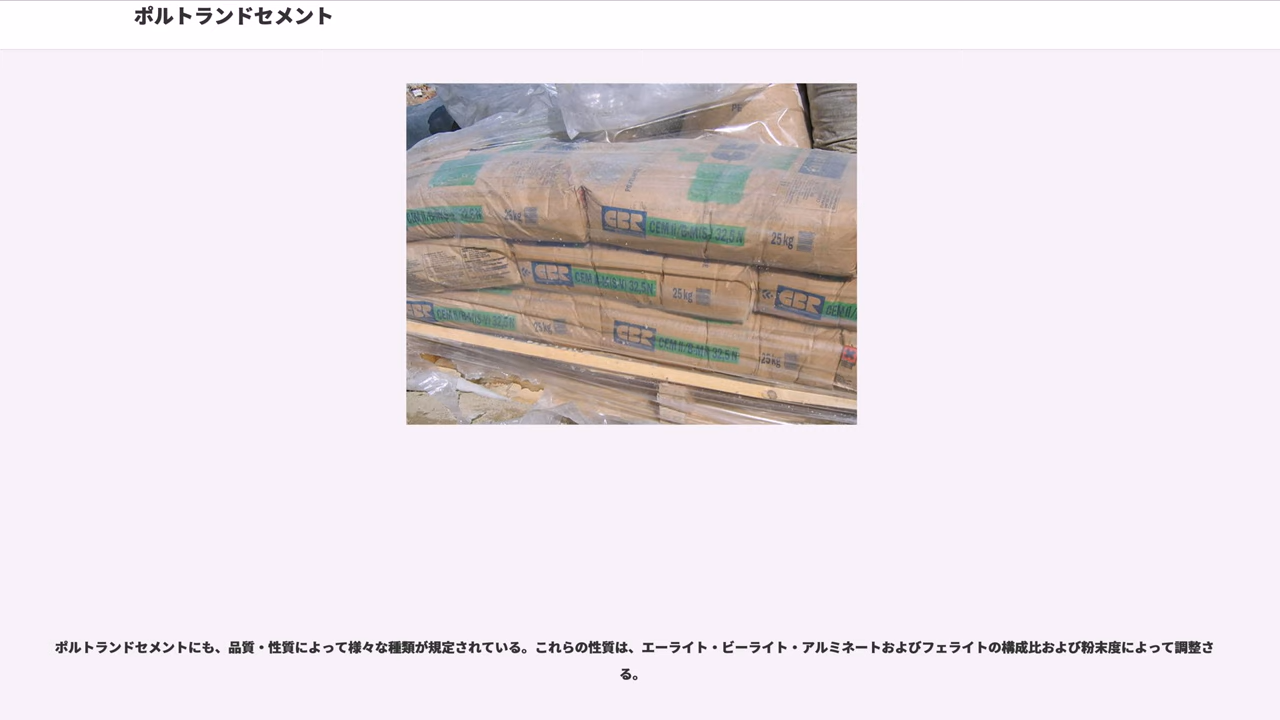 ポルトランドセメント
25 kg
CBR CEM II/B-M(S-V) 32,5 N
25 kg
CBR CEM II/B-M(S-V) 32,5 N
25 kg
CBR CEM II/
CEM II/B-M(S-V) 32,5
25 kg
CBR CEM II/B-M 32,5 N
25 kg
ポルトランドセメントにも、品質・性質によって様々な種類が規定されている。これらの性質は、エーライト・ビーライト・アルミネートおよびフェライトの構成比および粉末度によって調整さ
る。